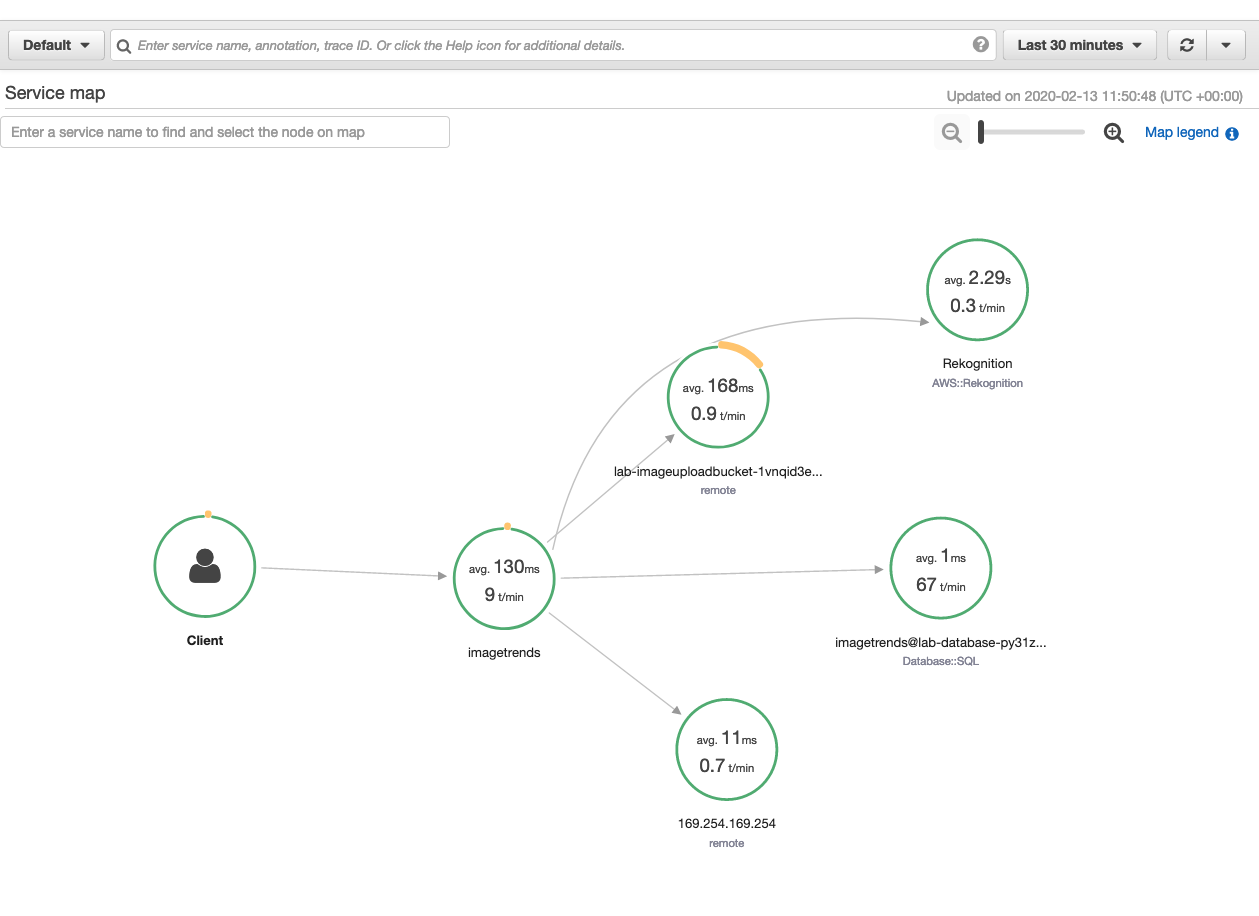 Default
Enter service name, annotation, trace ID. Or click the Help icon for additional details.
?
Last 30 minutes
Service map
Updated on 2020-02-13 11:50:48 (UTC +00:00)
Enter a service name to find and select the node on map
Map legend i
avg. 2.29s
0.3 t/min
Rekognition
AWS::Rekognition
avg. 168ms
0.9 t/min
lab-imageuploadbucket-1vnqid3e...
remote
Client
avg. 130ms
9 t/min
imagetrends
avg. 1ms
67 t/min
imagetrends@lab-database-py31z...
Database::SQL
avg. 11ms
0.7 t/min
169.254.169.254
remote